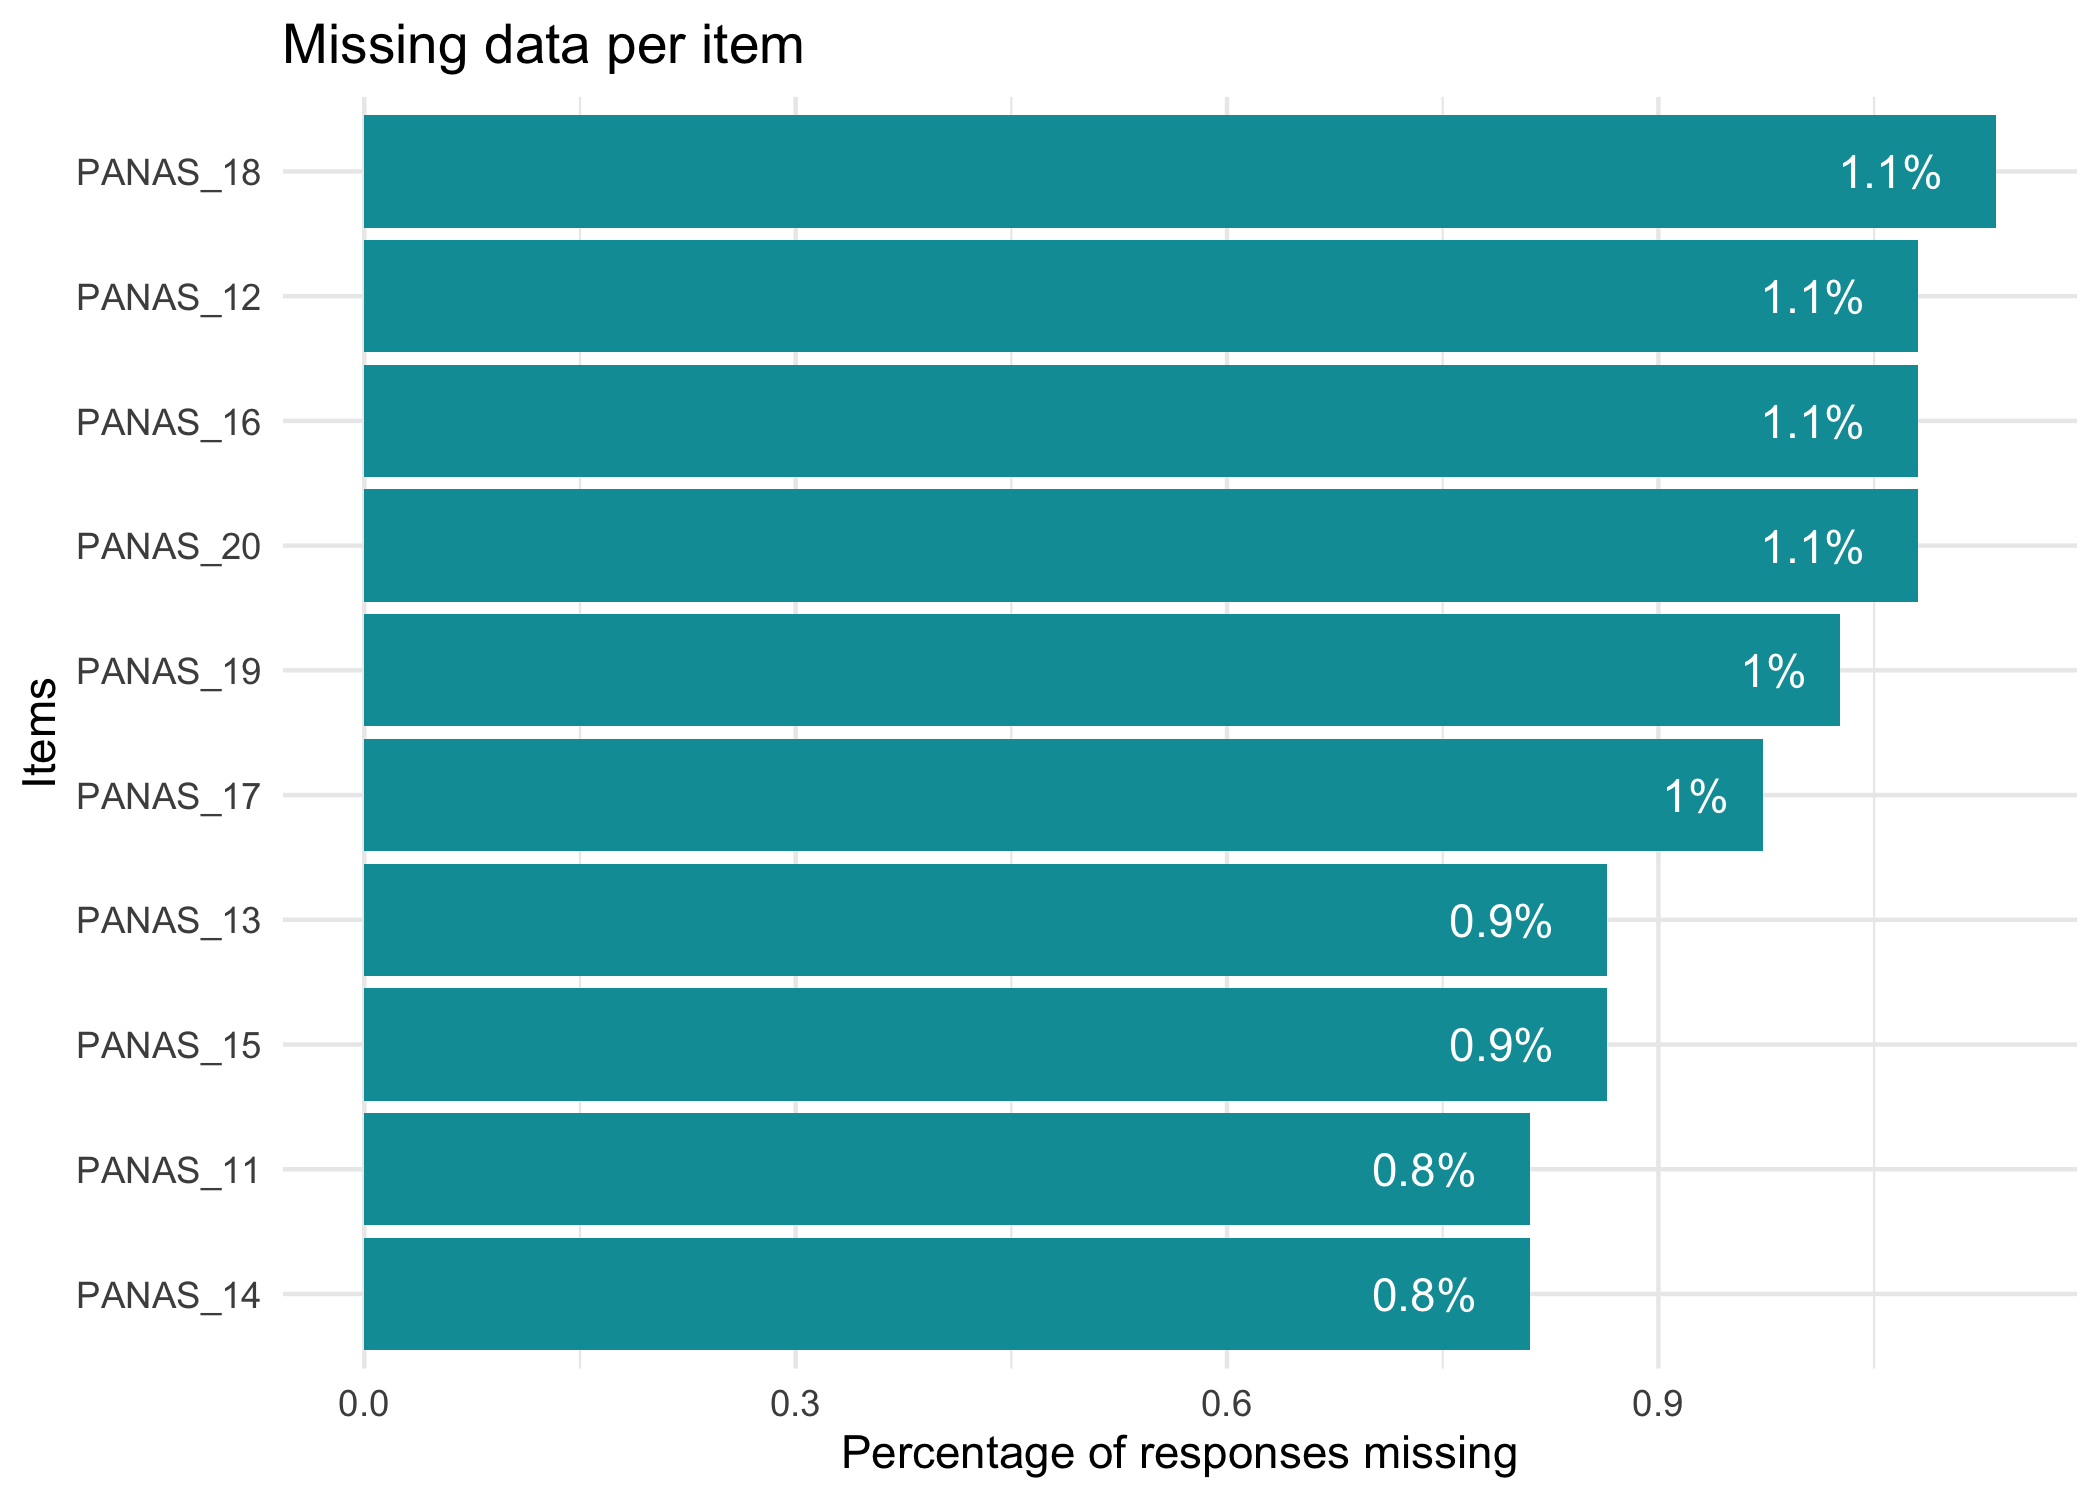 Missing data per item
PANAS_18
1.1%
PANAS_12
1.1%
PANAS_16
1.1%
PANAS_20
1.1%
PANAS_19
1%
PANAS_17
1%
PANAS_13
0.9%
PANAS_15
0.9%
PANAS_11
0.8%
PANAS_14
0.8%
Items
0.0
0.3
0.6
0.9
Percentage of responses missing